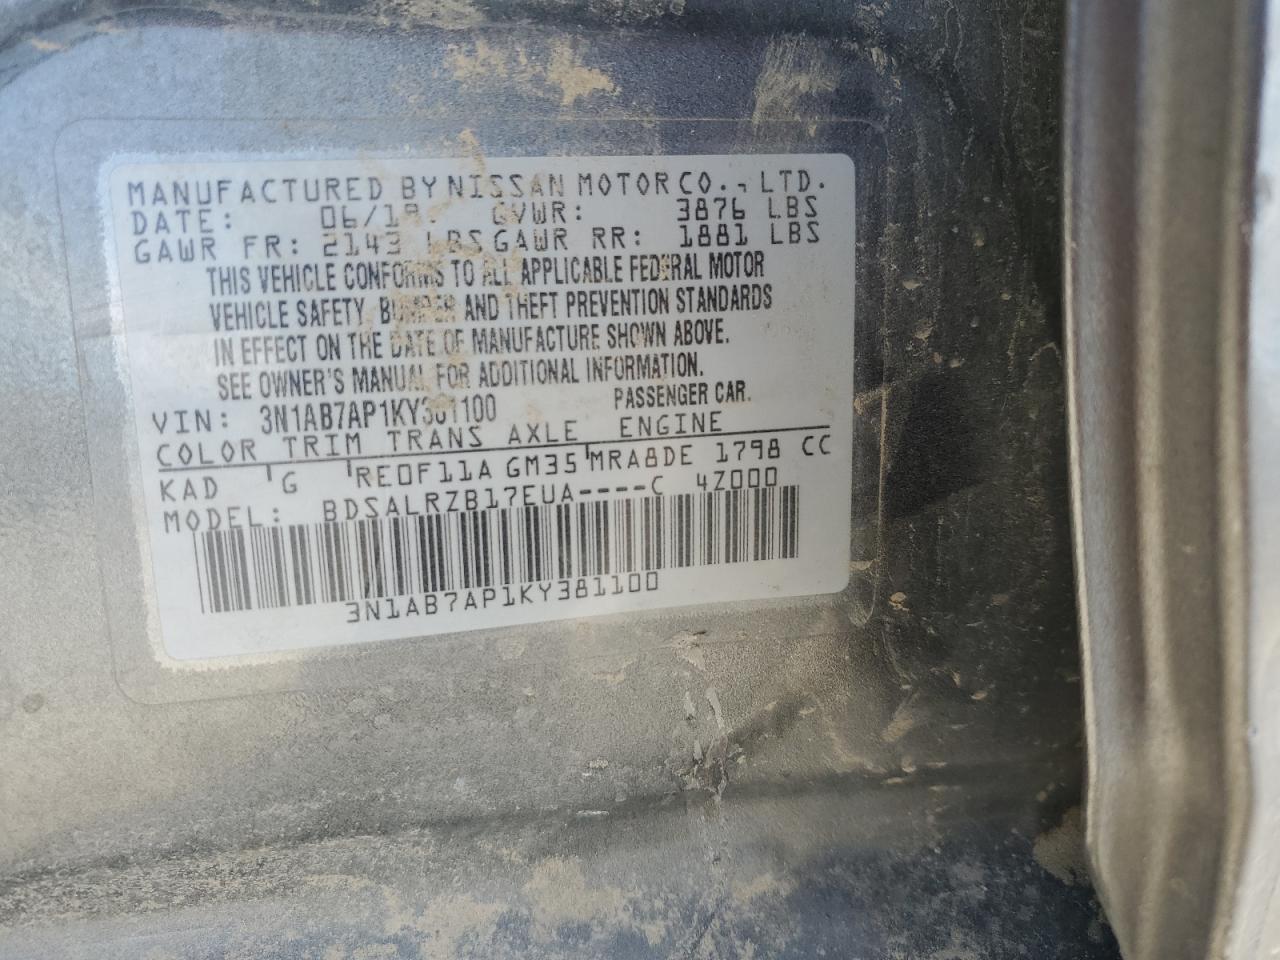 MANUFACTURED BY NISSAN MOTOR CO., LTD.
DATE: 06/19 GVWR: 3876 LBS
GAWR FR: 2143 LBS GAWR RR: 1881 LBS
THIS VEHICLE CONFORMS TO ALL APPLICABLE FEDERAL MOTOR
VEHICLE SAFETY, BUMPER AND THEFT PREVENTION STANDARDS
IN EFFECT ON THE DATE OF MANUFACTURE SHOWN ABOVE.
SEE OWNER'S MANUAL FOR ADDITIONAL INFORMATION.
VIN: 3N1AB7AP1KY381100 PASSENGER CAR.
COLOR TRIM TRANS AXLE ENGINE
KAD G RE0F11A GM35 MRA8DE 1798 CC
MODEL: BDSALRZB17EUA----C 4Z000
3N1AB7AP1KY381100